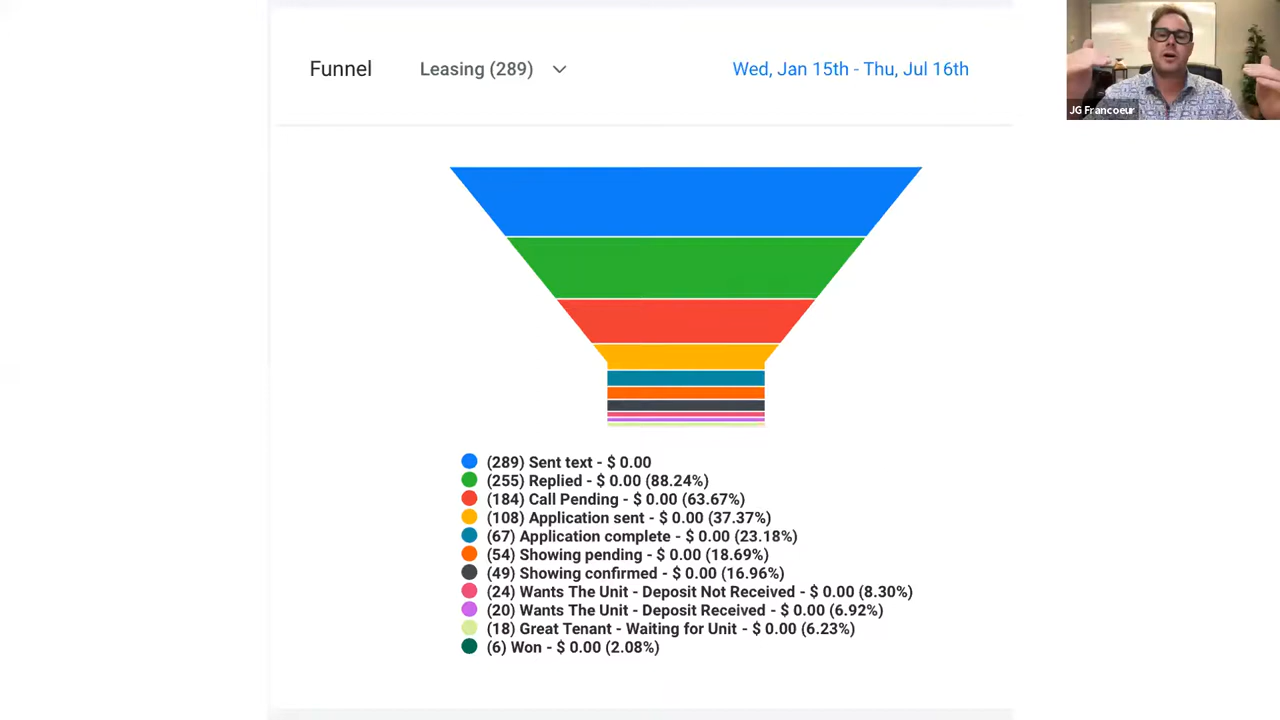 Funnel
Leasing (289)
Wed, Jan 15th - Thu, Jul 16th
JG Francoeur
(289) Sent text - $ 0.00
(255) Replied - $ 0.00 (88.24%)
(184) Call Pending - $ 0.00 (63.67%)
(108) Application sent - $ 0.00 (37.37%)
(67) Application complete - $ 0.00 (23.18%)
(54) Showing pending - $ 0.00 (18.69%)
(49) Showing confirmed - $ 0.00 (16.96%)
(24) Wants The Unit - Deposit Not Received - $ 0.00 (8.30%)
(20) Wants The Unit - Deposit Received - $ 0.00 (6.92%)
(18) Great Tenant - Waiting for Unit - $ 0.00 (6.23%)
(6) Won - $ 0.00 (2.08%)